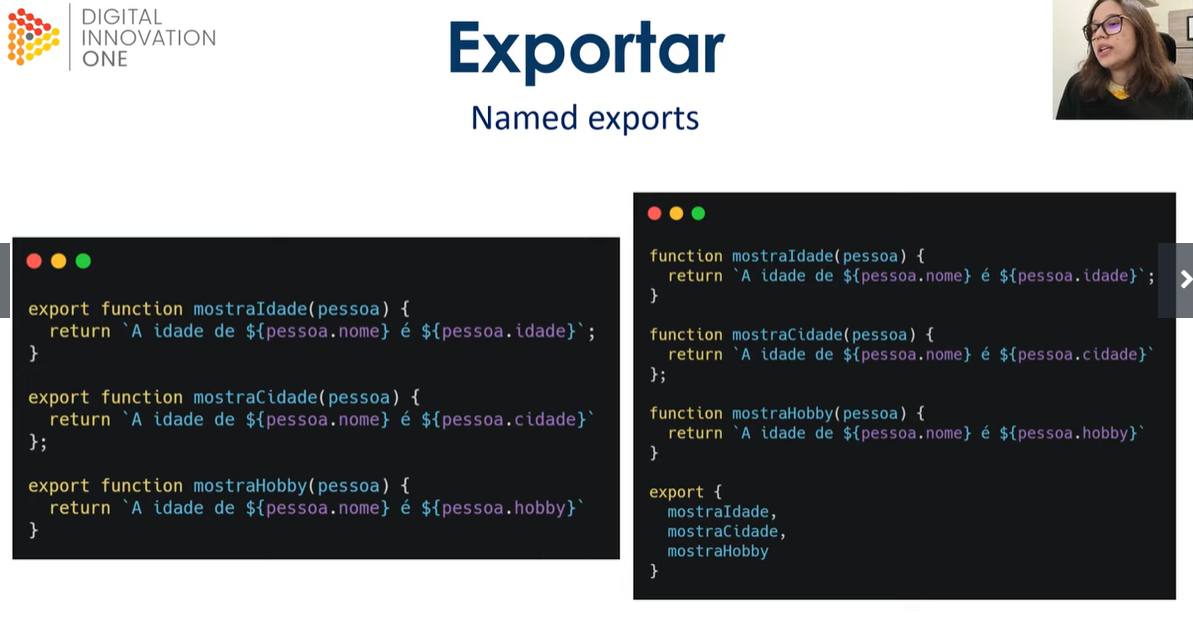 DIGITAL
INNOVATION
ONE
Exportar
Named exports
export function mostraIdade(pessoa) {
  return `A idade de ${pessoa.nome} é ${pessoa.idade}`;
}
export function mostraCidade(pessoa) {
  return `A idade de ${pessoa.nome} é ${pessoa.cidade}`
};
export function mostraHobby(pessoa) {
  return `A idade de ${pessoa.nome} é ${pessoa.hobby}`
}
function mostraIdade(pessoa) {
  return `A idade de ${pessoa.nome} é ${pessoa.idade}`;
}
function mostraCidade(pessoa) {
  return `A idade de ${pessoa.nome} é ${pessoa.cidade}`
};
function mostraHobby(pessoa) {
  return `A idade de ${pessoa.nome} é ${pessoa.hobby}`
}
export {
  mostraIdade,
  mostraCidade,
  mostraHobby
}